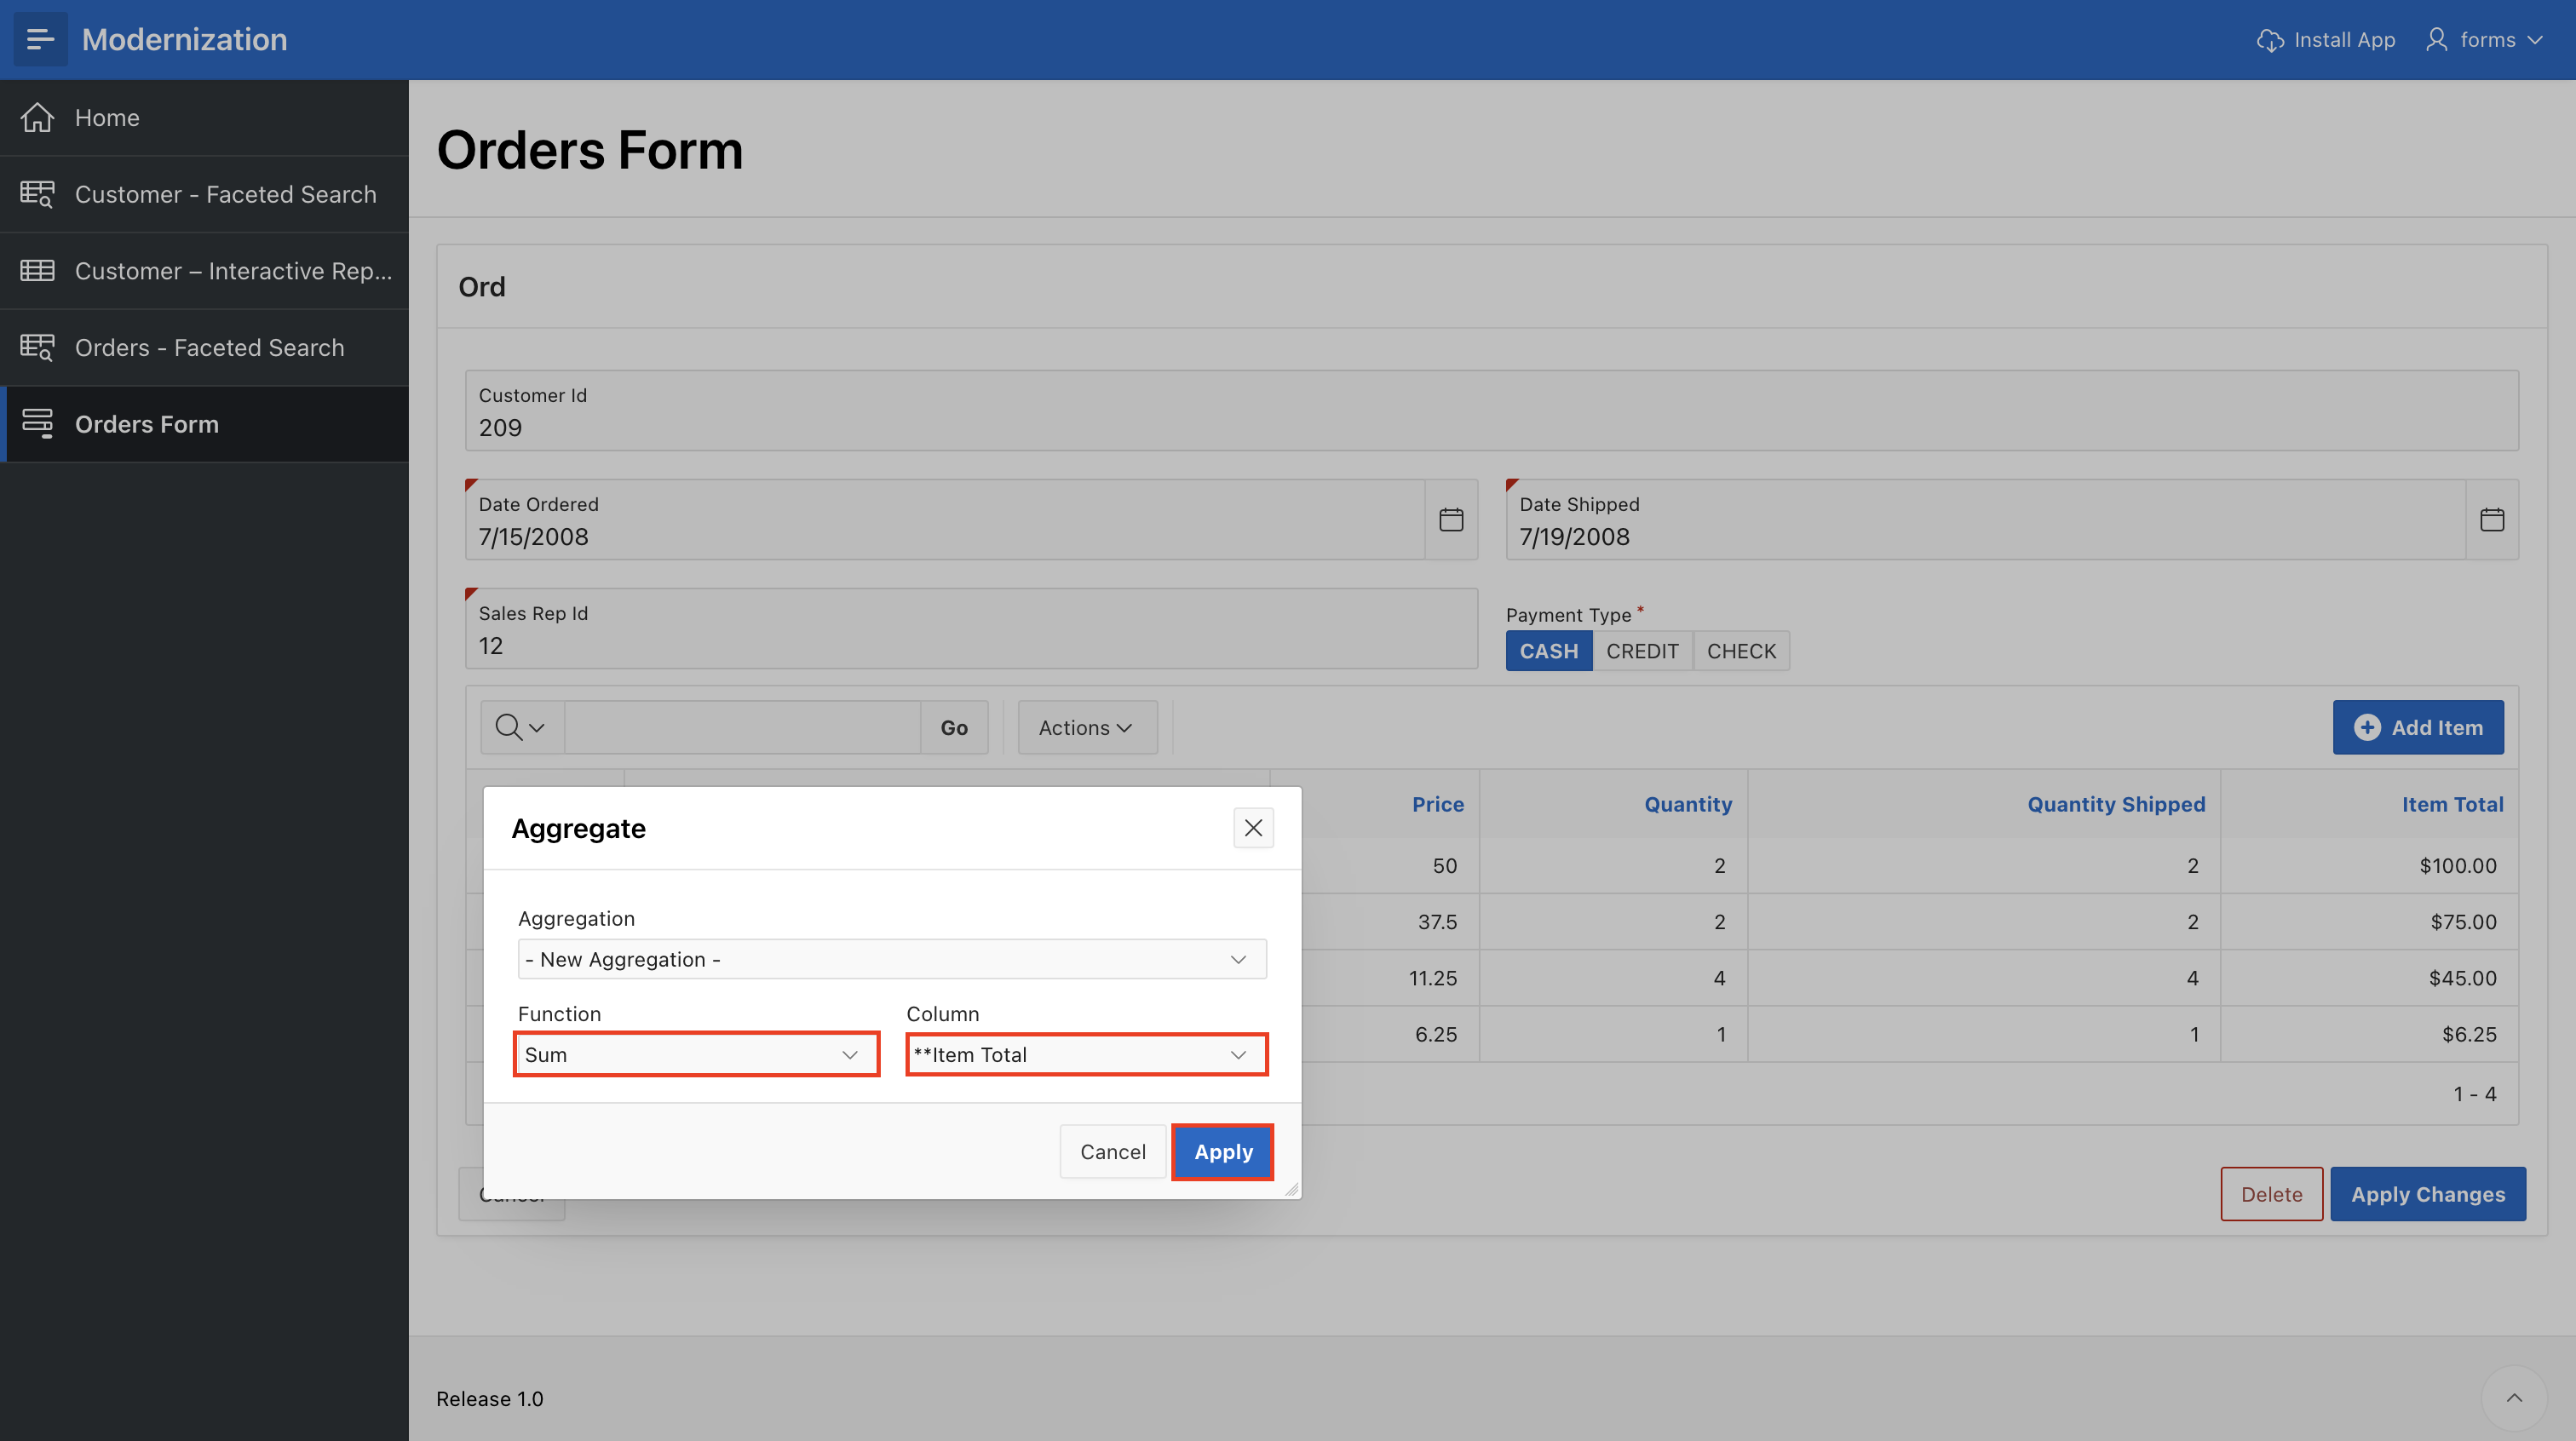 Modernization
Install App
forms
Home
Customer - Faceted Search
Customer – Interactive Rep...
Orders - Faceted Search
Orders Form
Orders Form
Ord
Customer Id
209
Date Ordered
7/15/2008
Date Shipped
7/19/2008
Sales Rep Id
12
Payment Type *
CASH CREDIT CHECK
Go
Actions
Add Item
Price Quantity Quantity Shipped Item Total
50 2 2 $100.00
37.5 2 2 $75.00
11.25 4 4 $45.00
6.25 1 1 $6.25
1 - 4
Aggregate
Aggregation
- New Aggregation -
Function
Sum
Column
**Item Total
Cancel
Apply
Delete
Apply Changes
Release 1.0